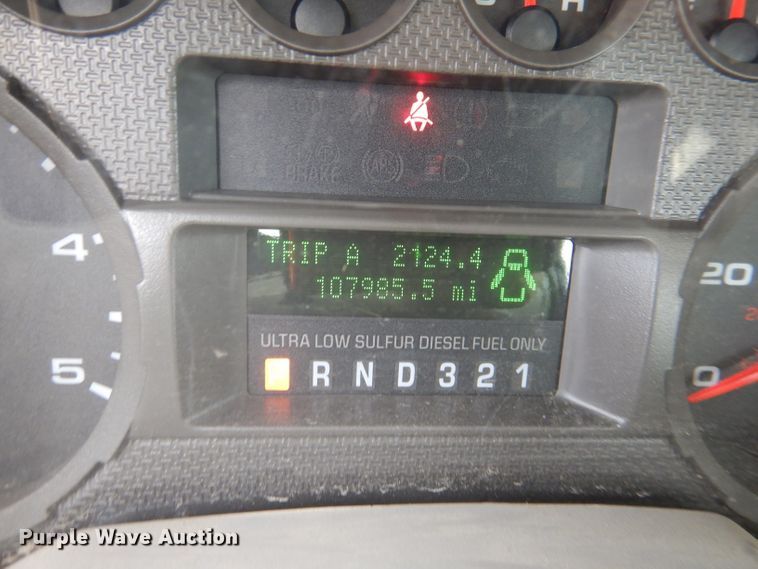 H
BRAKE
ABS
4
TRIP A 2124.4
107985.5 mi
20
ULTRA LOW SULFUR DIESEL FUEL ONLY
5
P R N D 3 2 1
0
Purple Wave Auction